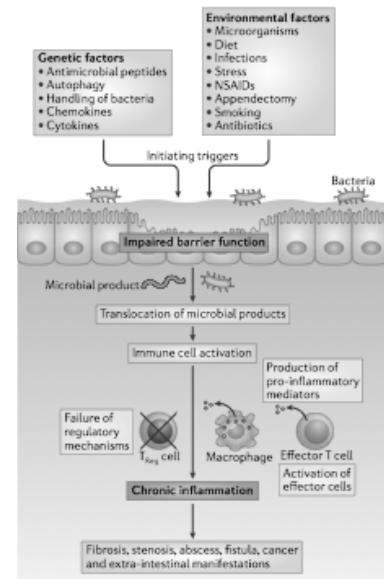 Genetic factors
• Antimicrobial peptides
• Autophagy
• Handling of bacteria
• Chemokines
• Cytokines
Environmental factors
• Microorganisms
• Diet
• Infections
• Stress
• NSAIDs
• Appendectomy
• Smoking
• Antibiotics
Initiating triggers
Bacteria
Impaired barrier function
Microbial product
Translocation of microbial products
Immune cell activation
Production of
pro-inflammatory
mediators
Failure of
regulatory
mechanisms
TReg cell
Macrophage
Effector T cell
Activation of
effector cells
Chronic inflammation
Fibrosis, stenosis, abscess, fistula, cancer
and extra-intestinal manifestations